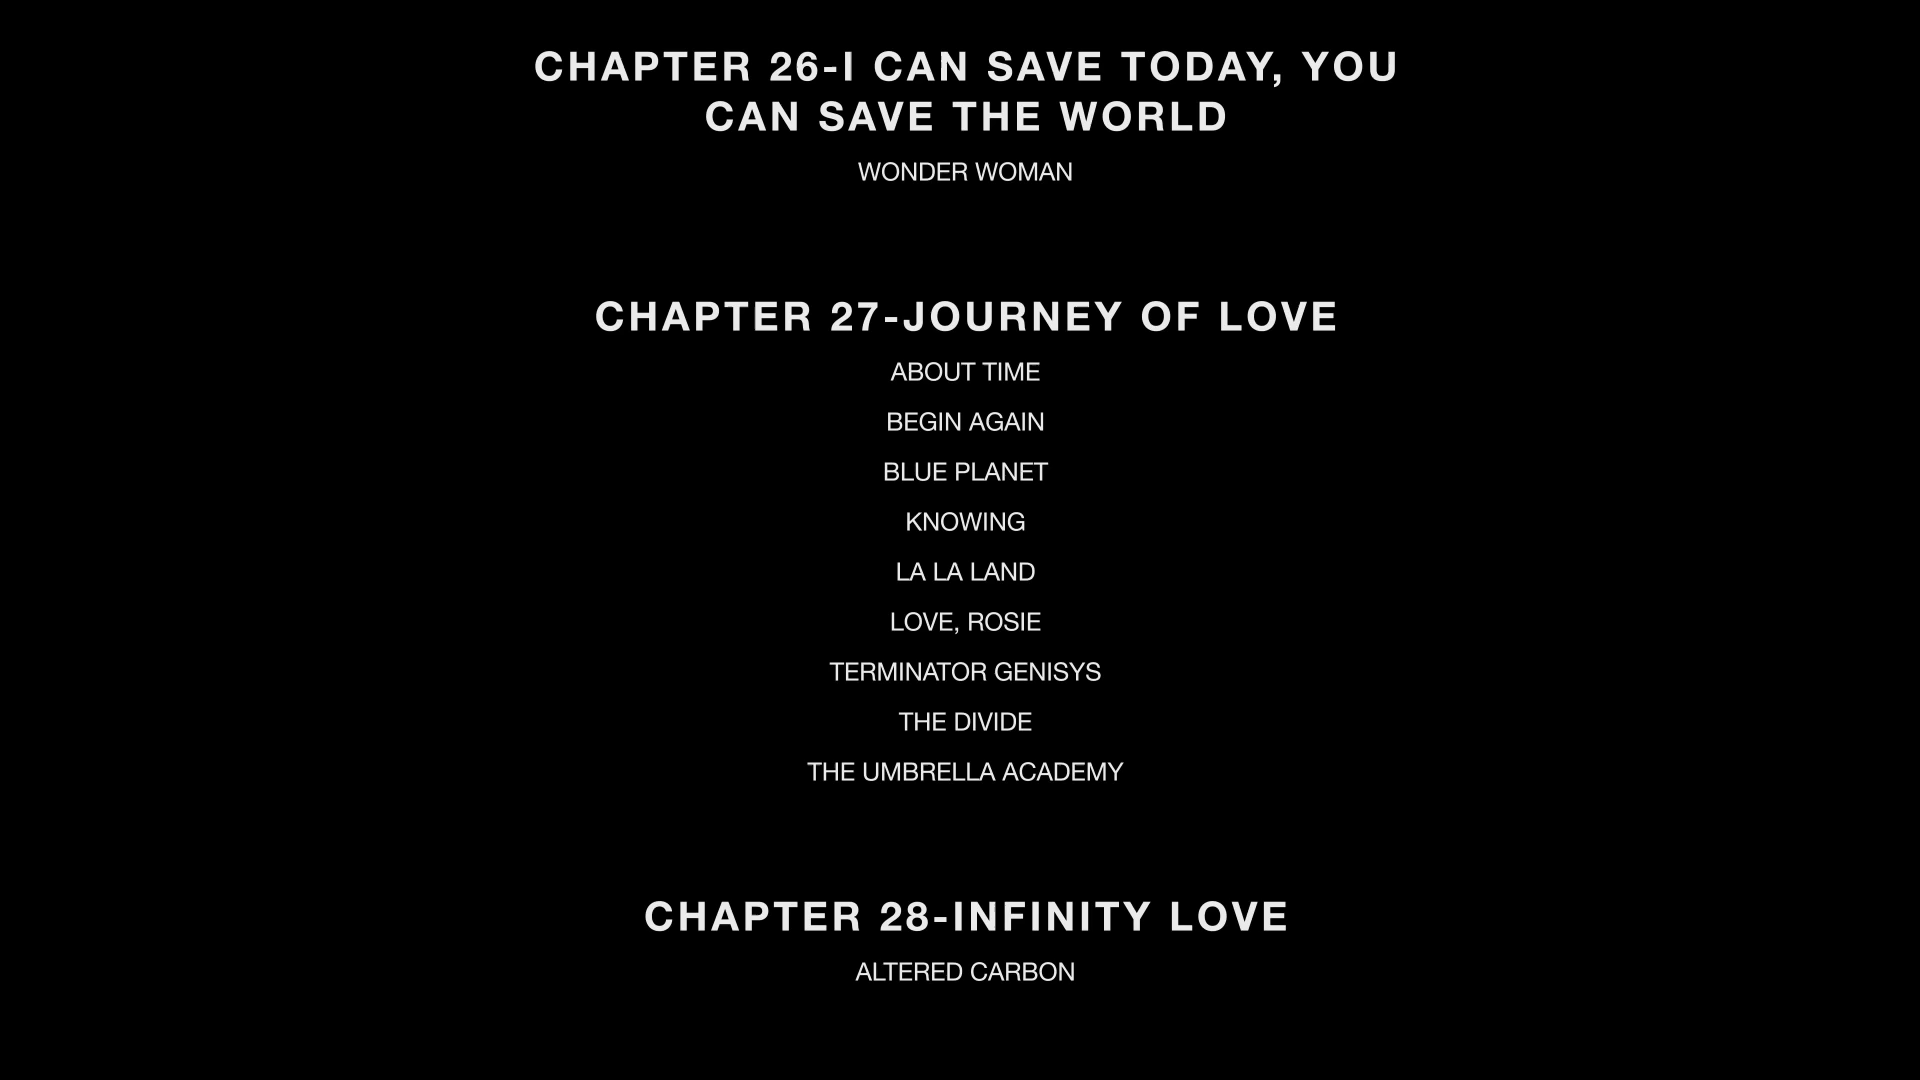 CHAPTER 26-I CAN SAVE TODAY, YOU
CAN SAVE THE WORLD
WONDER WOMAN
CHAPTER 27-JOURNEY OF LOVE
ABOUT TIME
BEGIN AGAIN
BLUE PLANET
KNOWING
LA LA LAND
LOVE, ROSIE
TERMINATOR GENISYS
THE DIVIDE
THE UMBRELLA ACADEMY
CHAPTER 28-INFINITY LOVE
ALTERED CARBON